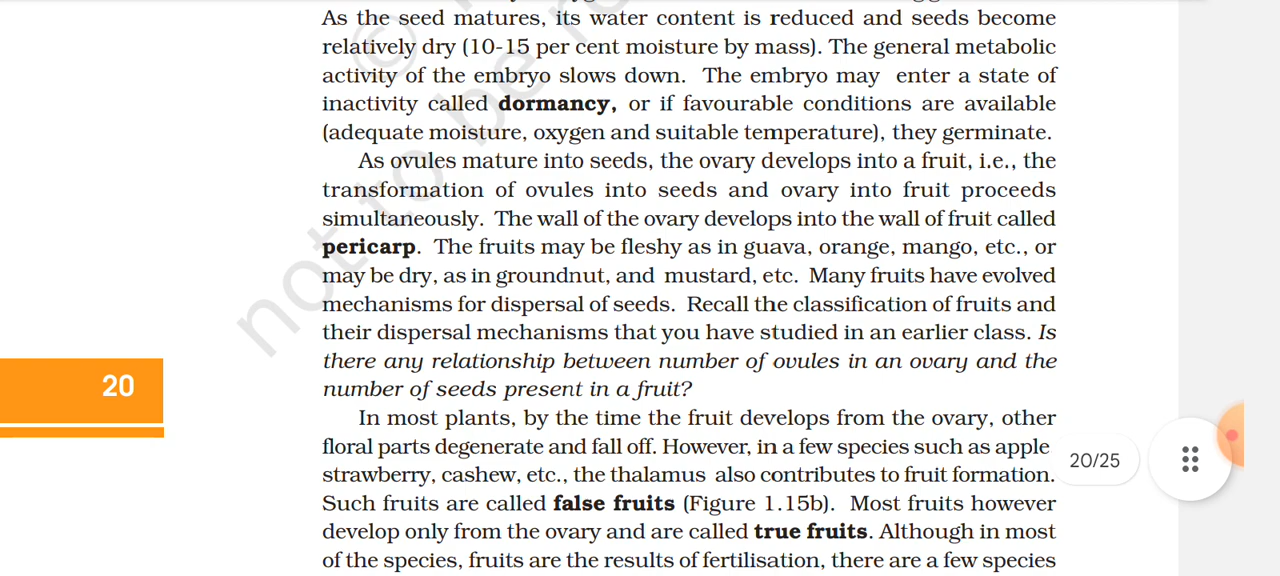 As the seed matures, its water content is reduced and seeds become
relatively dry (10-15 per cent moisture by mass). The general metabolic
activity of the embryo slows down. The embryo may enter a state of
inactivity called dormancy, or if favourable conditions are available
(adequate moisture, oxygen and suitable temperature), they germinate.
As ovules mature into seeds, the ovary develops into a fruit, i.e., the
transformation of ovules into seeds and ovary into fruit proceeds
simultaneously. The wall of the ovary develops into the wall of fruit called
pericarp. The fruits may be fleshy as in guava, orange, mango, etc., or
may be dry, as in groundnut, and mustard, etc. Many fruits have evolved
mechanisms for dispersal of seeds. Recall the classification of fruits and
their dispersal mechanisms that you have studied in an earlier class. Is
there any relationship between number of ovules in an ovary and the
number of seeds present in a fruit?
In most plants, by the time the fruit develops from the ovary, other
floral parts degenerate and fall off. However, in a few species such as apple
strawberry, cashew, etc., the thalamus also contributes to fruit formation.
Such fruits are called false fruits (Figure 1.15b). Most fruits however
develop only from the ovary and are called true fruits. Although in most
of the species, fruits are the results of fertilisation, there are a few species
20
20/25
© not to be